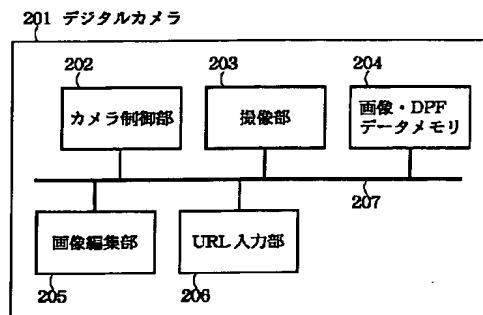 201 デジタルカメラ
202
203
204
カメラ制御部
撮像部
画像・DPF
データメモリ
207
画像編集部
URL入力部
205
206